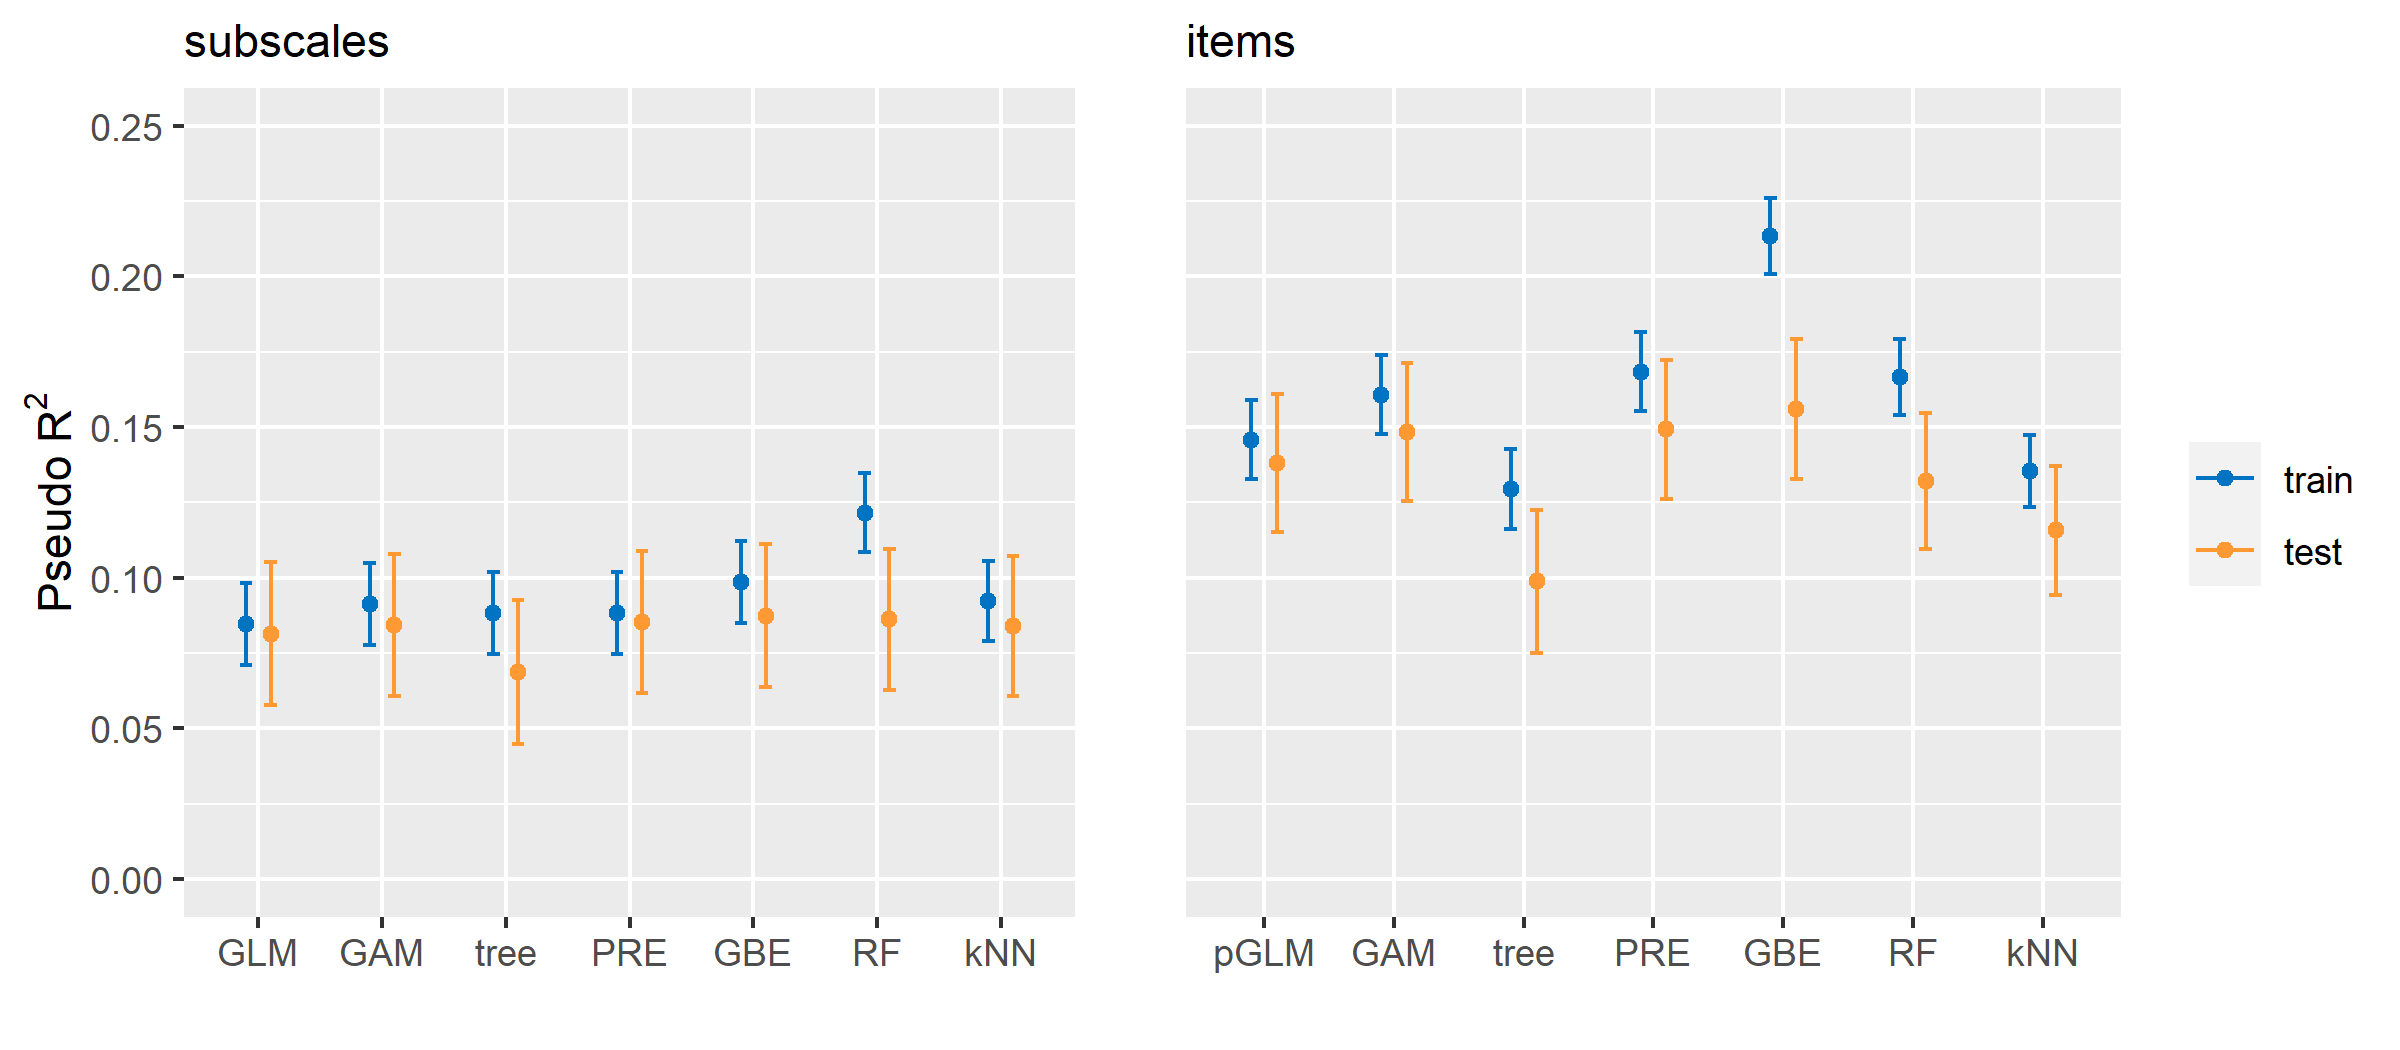 subscales
items
0.25
0.20
0.15
0.10
0.05
0.00
Pseudo R²
GLM GAM tree PRE GBE RF kNN
pGLM GAM tree PRE GBE RF kNN
train
test